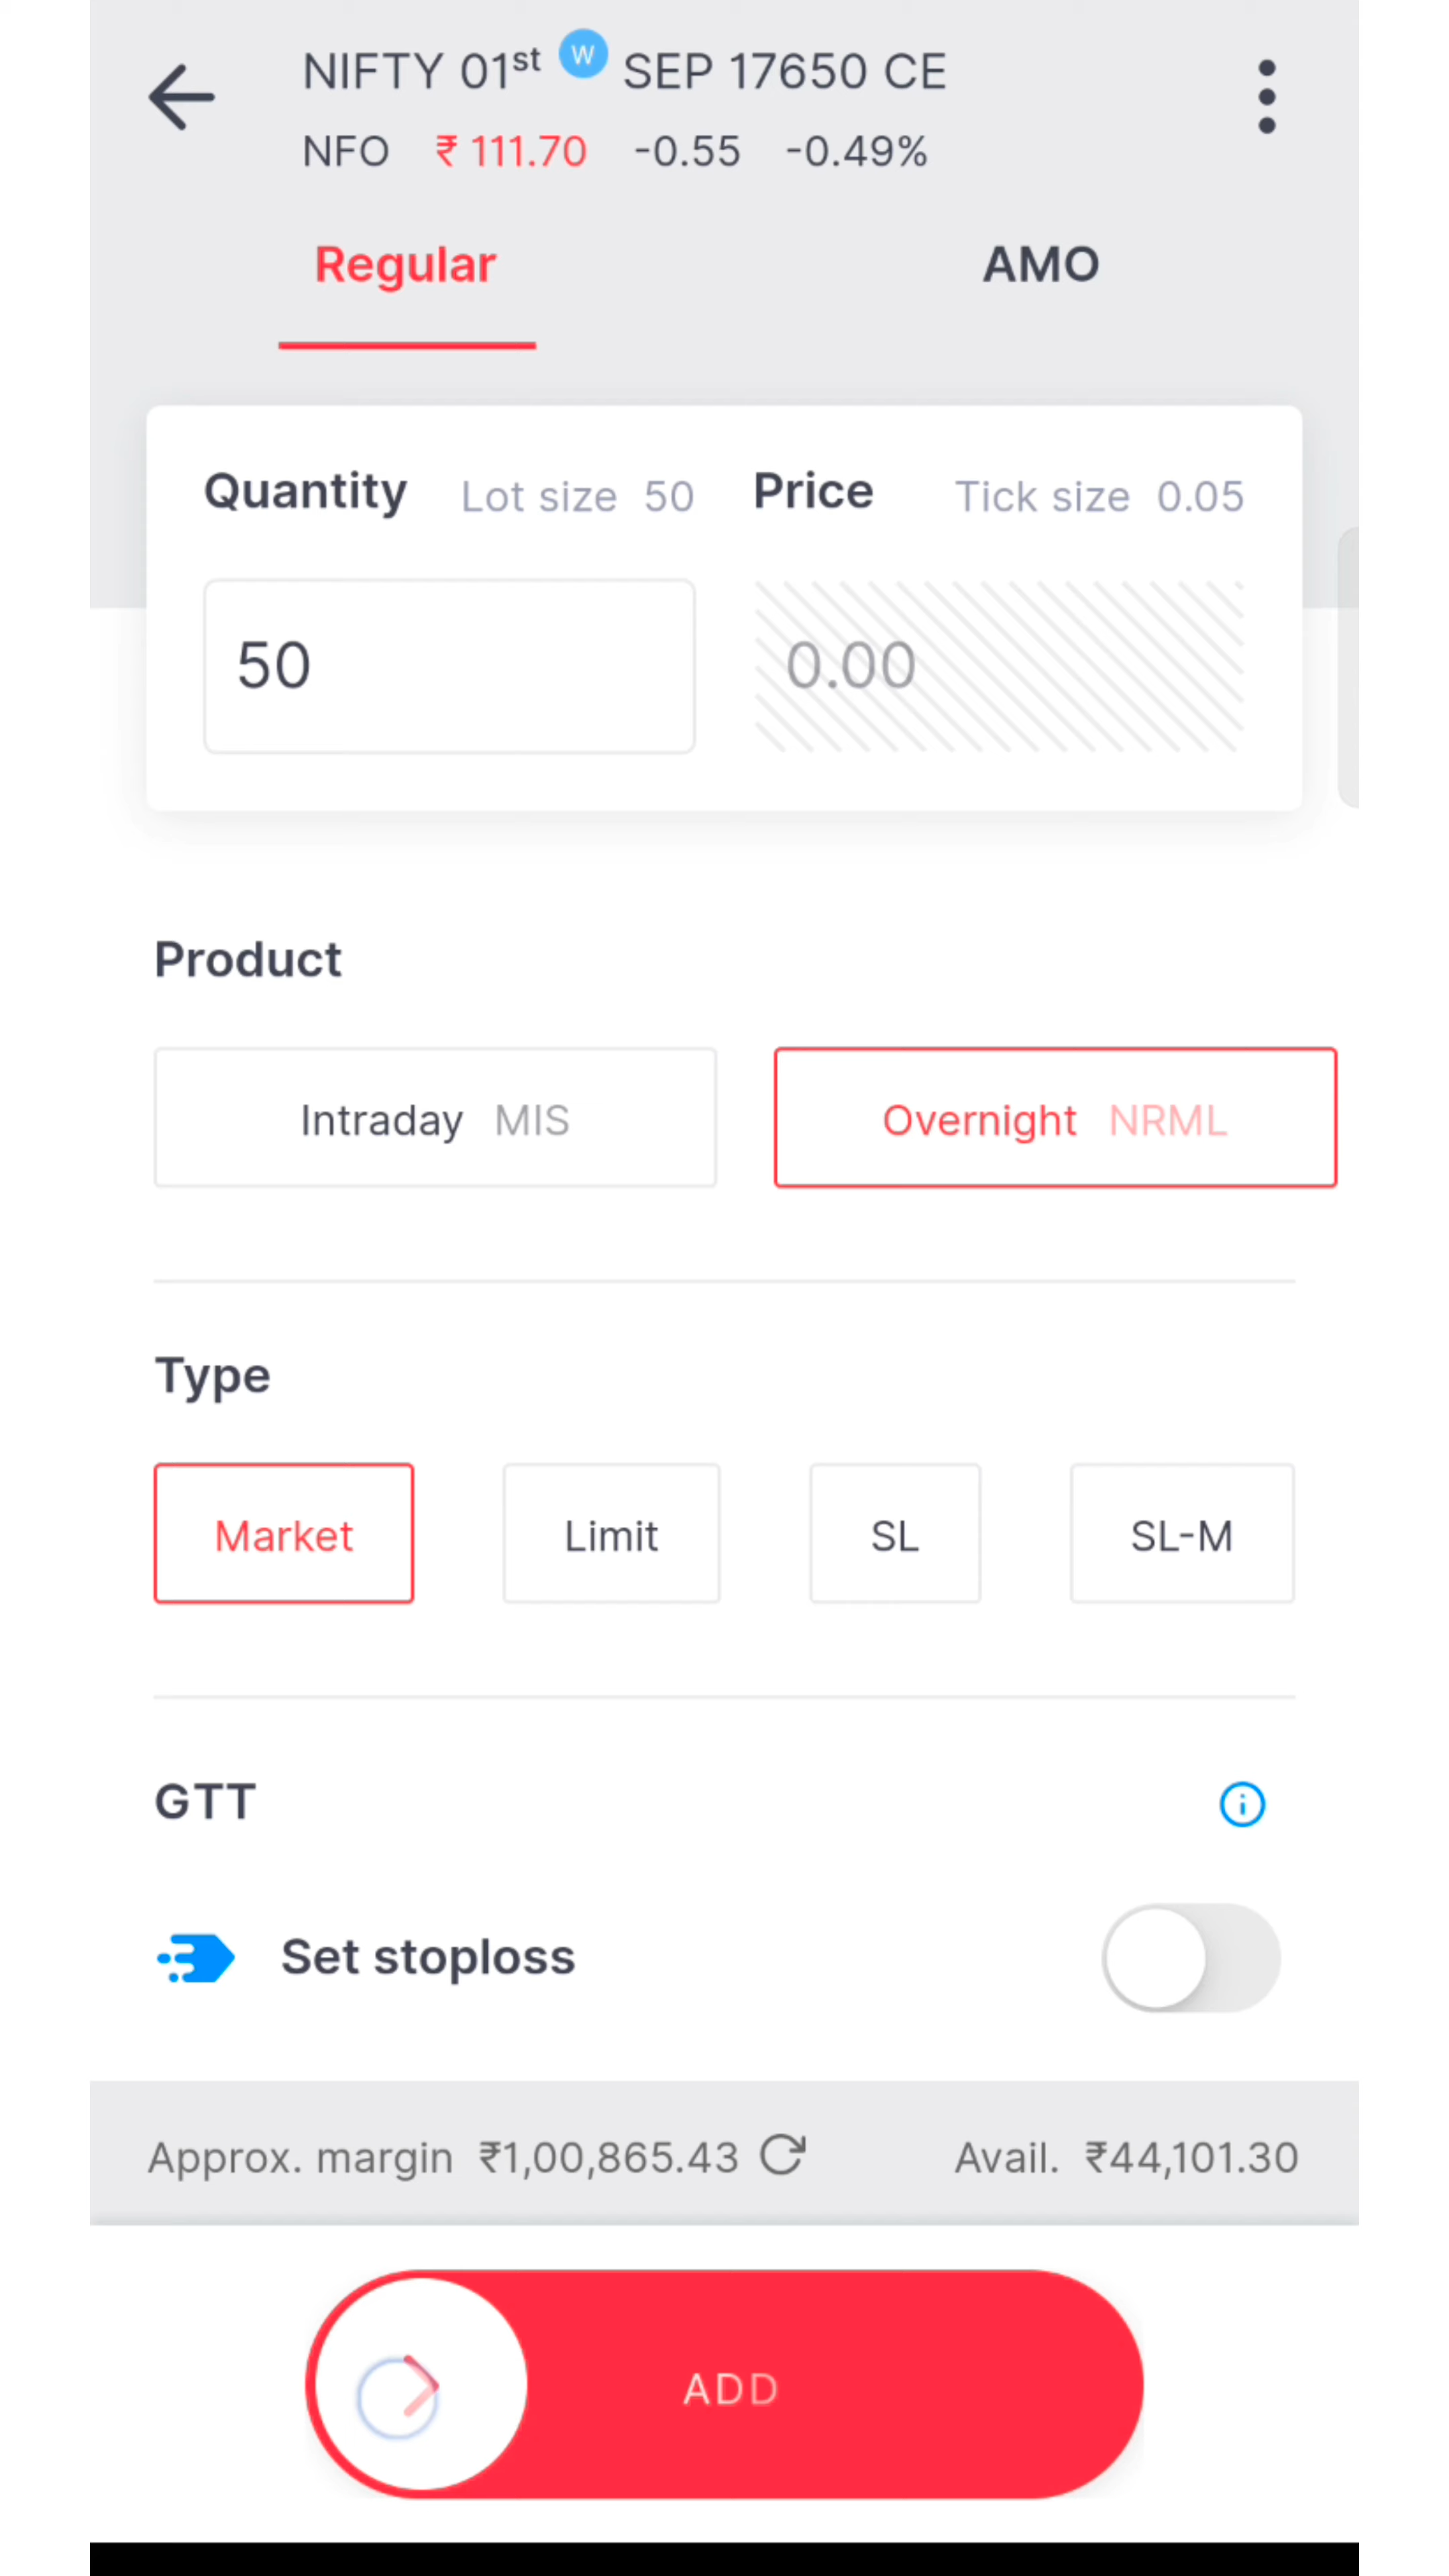 NIFTY 01st W SEP 17650 CE
NFO ₹ 111.70 -0.55 -0.49%
Regular AMO
Quantity Lot size 50 Price Tick size 0.05
50 0.00
Product
Intraday MIS Overnight NRML
Type
Market Limit SL SL-M
GTT
Set stoploss
Approx. margin ₹1,00,865.43 Avail. ₹44,101.30
ADD